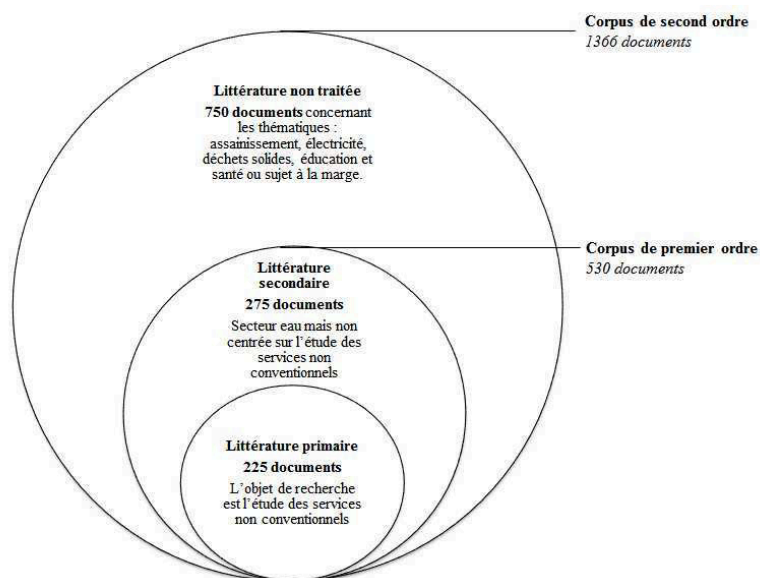 Corpus de second ordre
1366 documents
Littérature non traitée
750 documents concernant
les thématiques :
assainissement, électricité,
déchets solides, éducation et
santé ou sujet à la marge.
Corpus de premier ordre
530 documents
Littérature
secondaire
275 documents
Secteur eau mais non
centrée sur l'étude des
services non
conventionnels
Littérature primaire
225 documents
L'objet de recherche
est l'étude des services
non conventionnels